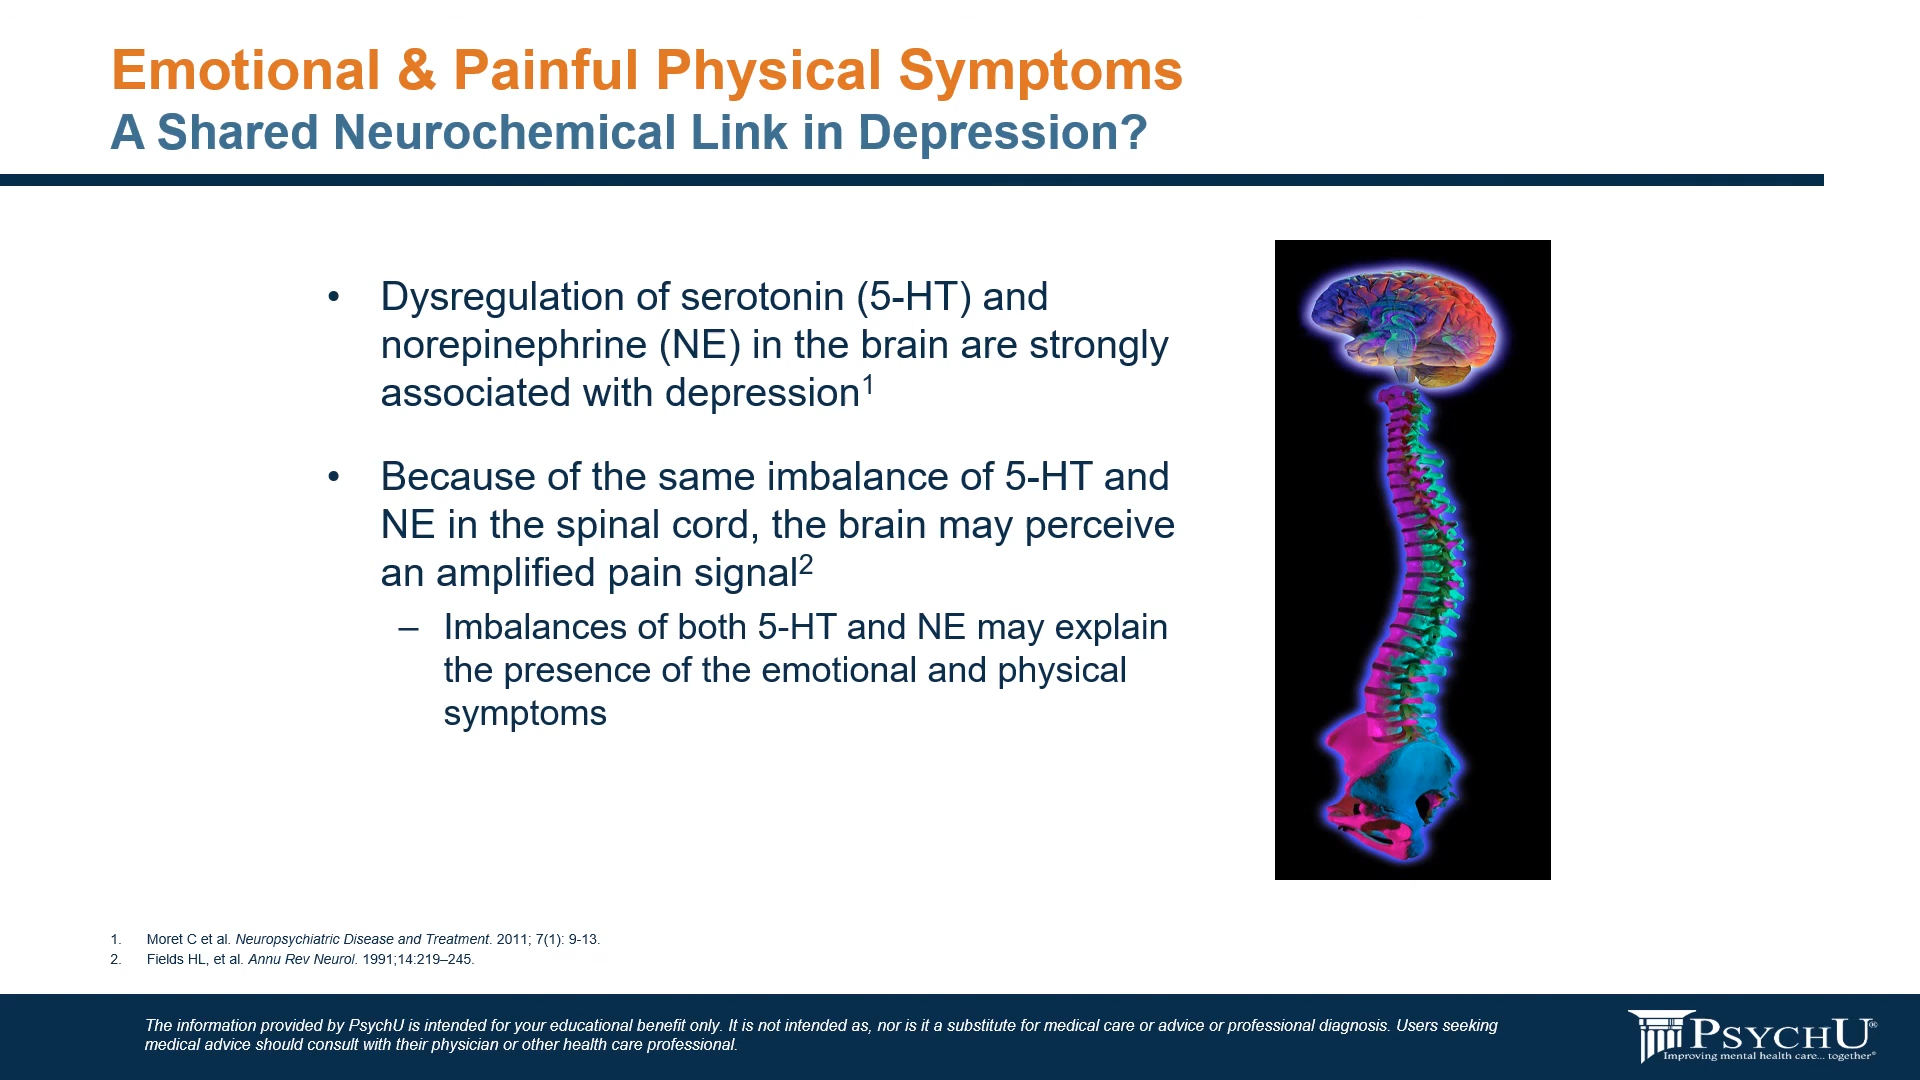 Emotional & Painful Physical Symptoms
A Shared Neurochemical Link in Depression?
• Dysregulation of serotonin (5-HT) and
norepinephrine (NE) in the brain are strongly
associated with depression1
• Because of the same imbalance of 5-HT and
NE in the spinal cord, the brain may perceive
an amplified pain signal2
– Imbalances of both 5-HT and NE may explain
the presence of the emotional and physical
symptoms
1. Moret C et al. Neuropsychiatric Disease and Treatment. 2011; 7(1): 9-13.
2. Fields HL, et al. Annu Rev Neurol. 1991;14:219–245.
The information provided by PsychU is intended for your educational benefit only. It is not intended as, nor is it a substitute for medical care or advice or professional diagnosis. Users seeking
medical advice should consult with their physician or other health care professional.
PSYCHU®
Improving mental health care... together®